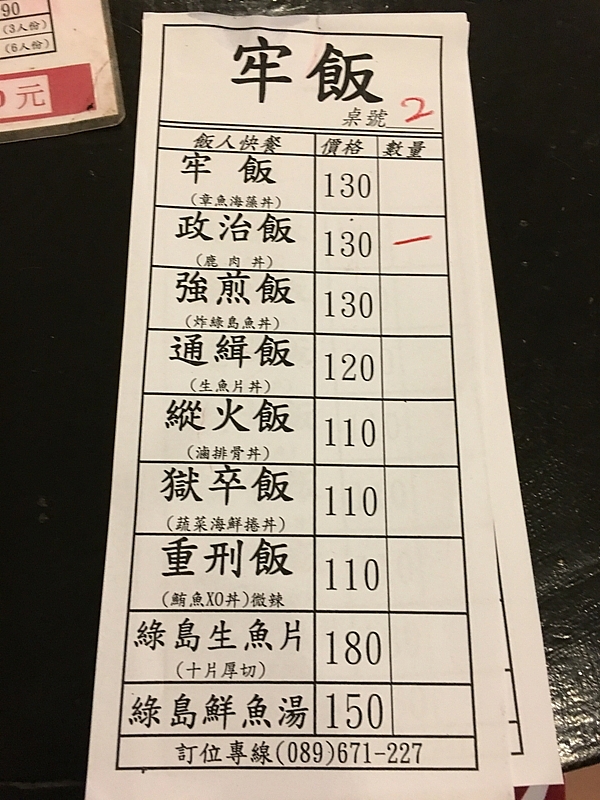 90
(3人份)
(6人份)
0元
牢飯
桌號 2
飯人快餐 價格 數量
牢 飯 130
(章魚海藻丼)
政治飯 130 一
(鹿肉丼)
強煎飯 130
(炸綠島魚丼)
通緝飯 120
(生魚片丼)
縱火飯 110
(滷排骨丼)
獄卒飯 110
(蔬菜海鮮捲丼)
重刑飯 110
(鮪魚XO丼)微辣
綠島生魚片 180
(十片厚切)
綠島鮮魚湯 150
訂位專線(089)671-227